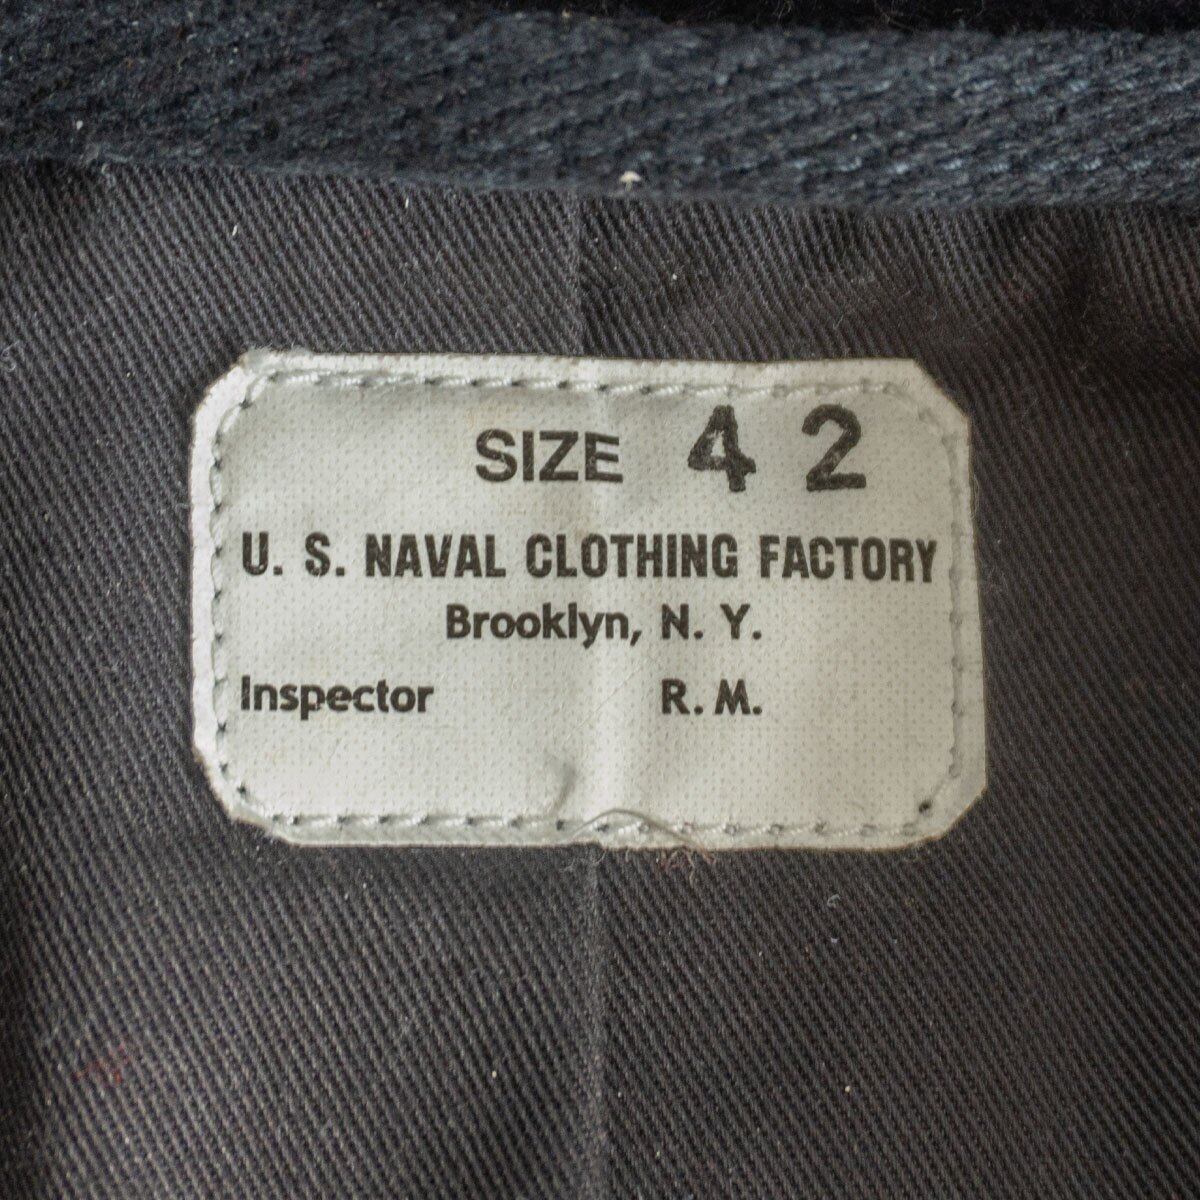 SIZE 42
U. S. NAVAL CLOTHING FACTORY
Brooklyn, N. Y.
Inspector R. M.